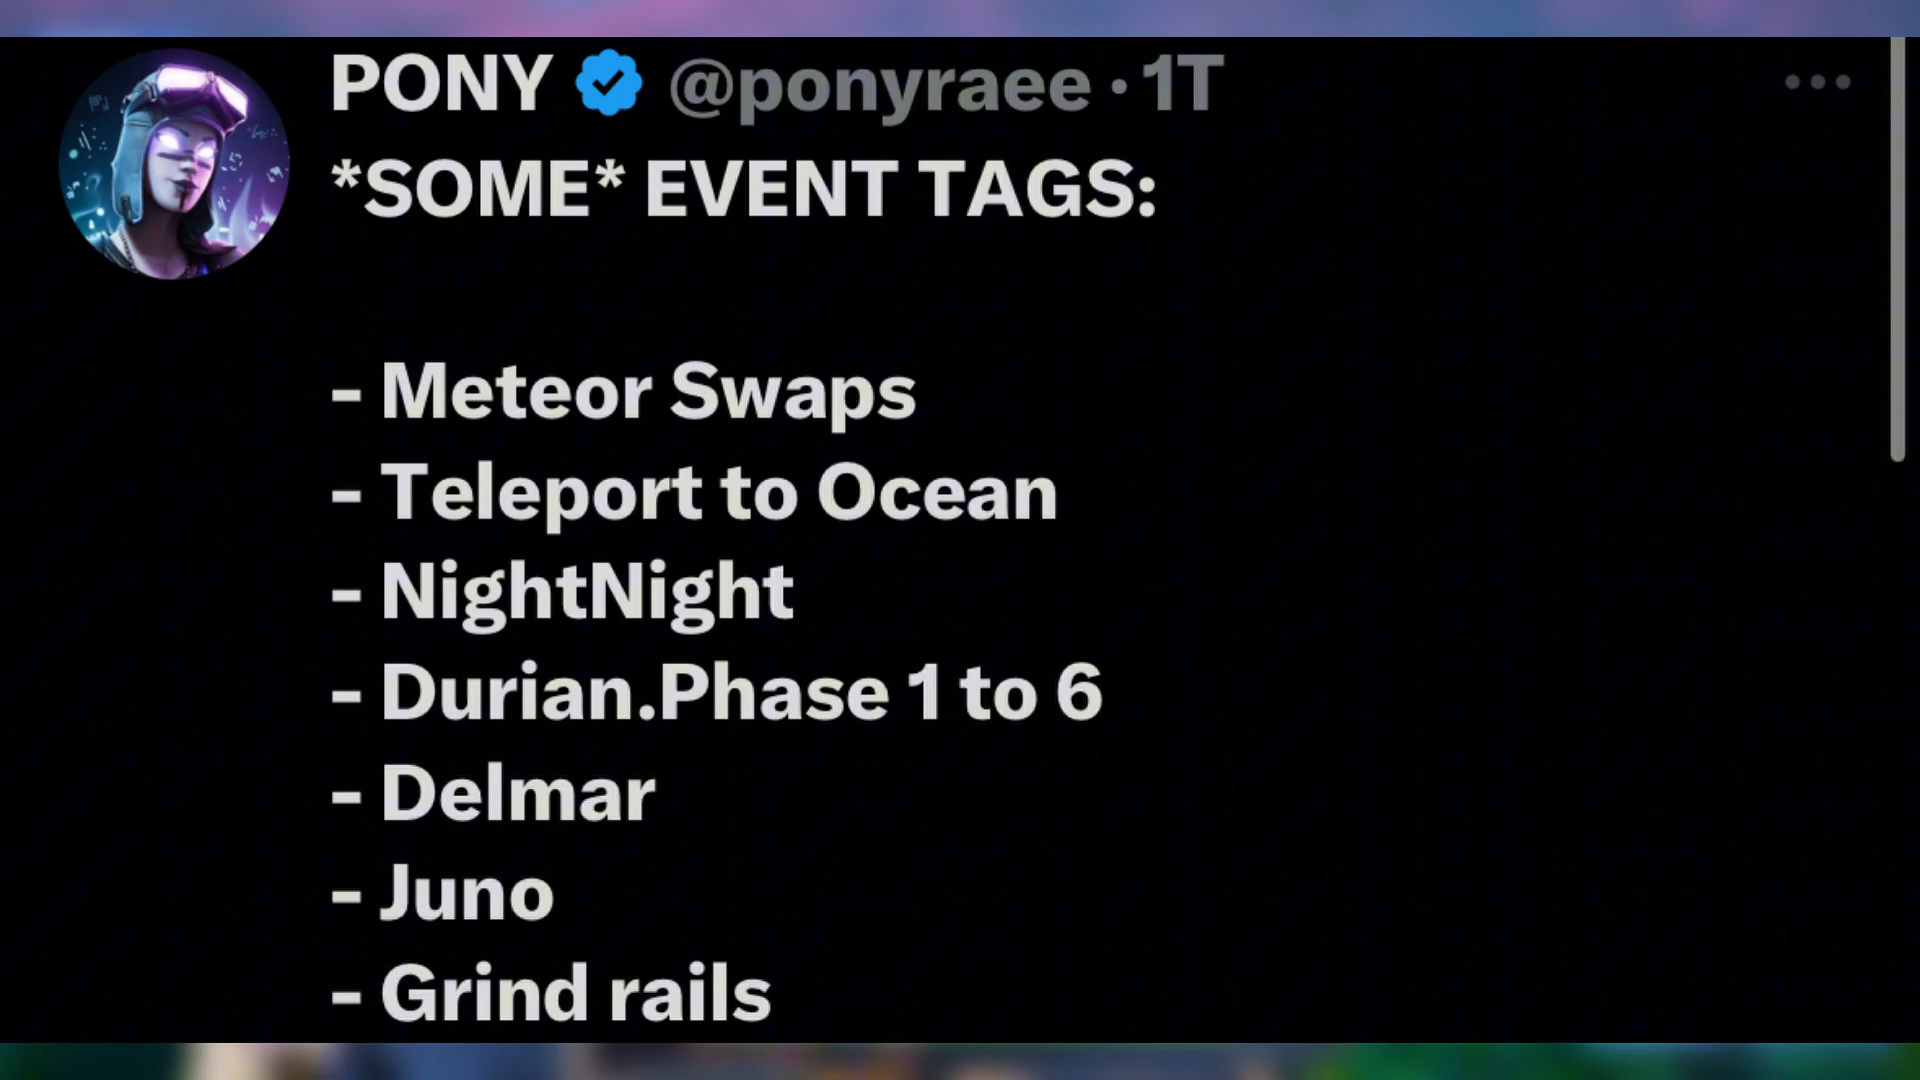 PONY @ponyraee · 1T
*SOME* EVENT TAGS:
- Meteor Swaps
- Teleport to Ocean
- NightNight
- Durian.Phase 1 to 6
- Delmar
- Juno
- Grind rails